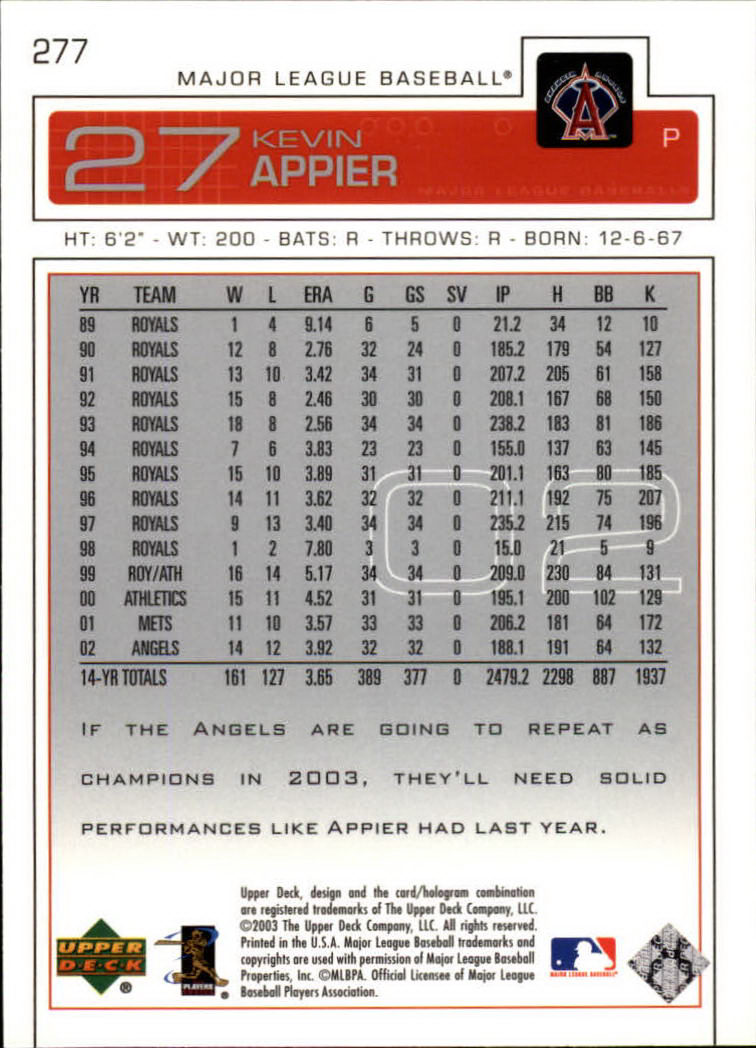 277
MAJOR LEAGUE BASEBALL®
27 KEVIN APPIER P
MAJOR LEAGUE BASEBALL
HT: 6'2" - WT: 200 - BATS: R - THROWS: R - BORN: 12-6-67
YR TEAM W L ERA G GS SV IP H BB K
89 ROYALS 1 4 9.14 6 5 0 21.2 34 12 10
90 ROYALS 12 8 2.76 32 24 0 185.2 179 54 127
91 ROYALS 13 10 3.42 34 31 0 207.2 205 61 158
92 ROYALS 15 8 2.46 30 30 0 208.1 167 68 150
93 ROYALS 18 8 2.56 34 34 0 238.2 183 81 186
94 ROYALS 7 6 3.83 23 23 0 155.0 137 63 145
95 ROYALS 15 10 3.89 31 31 0 201.1 163 80 185
96 ROYALS 14 11 3.62 32 32 0 211.1 192 75 207
97 ROYALS 9 13 3.40 34 34 0 235.2 215 74 196
98 ROYALS 1 2 7.80 3 3 0 15.0 21 5 9
99 ROY/ATH 16 14 5.17 34 34 0 209.0 230 84 131
00 ATHLETICS 15 11 4.52 31 31 0 195.1 200 102 129
01 METS 11 10 3.57 33 33 0 206.2 181 64 172
02 ANGELS 14 12 3.92 32 32 0 188.1 191 64 132
14-YR TOTALS 161 127 3.65 389 377 0 2479.2 2298 887 1937
02
IF THE ANGELS ARE GOING TO REPEAT AS
CHAMPIONS IN 2003, THEY'LL NEED SOLID
PERFORMANCES LIKE APPIER HAD LAST YEAR.
Upper Deck, design and the card/hologram combination
are registered trademarks of The Upper Deck Company, LLC.
©2003 The Upper Deck Company, LLC. All rights reserved.
Printed in the U.S.A. Major League Baseball trademarks and
copyrights are used with permission of Major League Baseball
Properties, Inc. ©MLBPA. Official Licensee of Major League
Baseball Players Association.
UPPER
D·E·C·K
®
PLAYERS
®
MAJOR LEAGUE BASEBALL